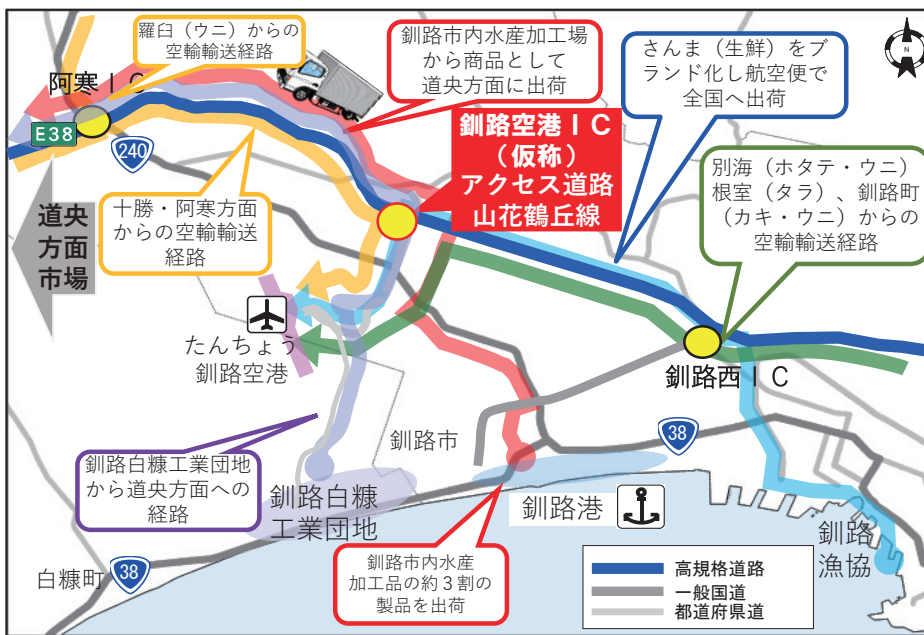 羅臼（ウニ）からの
空輸輸送経路
釧路市内水産加工場
から商品として
道央方面に出荷
さんま（生鮮）をブ
ランド化し航空便で
全国へ出荷
N
阿寒ＩＣ
E38
240
釧路空港ＩＣ
（仮称）
アクセス道路
山花鶴丘線
別海（ホタテ・ウニ）
根室（タラ）、釧路町
（カキ・ウニ）からの
空輸輸送経路
道央
方面
市場
十勝・阿寒方面
からの空輸輸送
経路
たんちょう
釧路空港
釧路西ＩＣ
釧路市
38
釧路白糠工業団地
から道央方面への
経路
釧路白糠
工業団地
釧路港
釧路
漁協
白糠町
38
釧路市内水産
加工品の約３割の
製品を出荷
高規格道路
一般国道
都道府県道